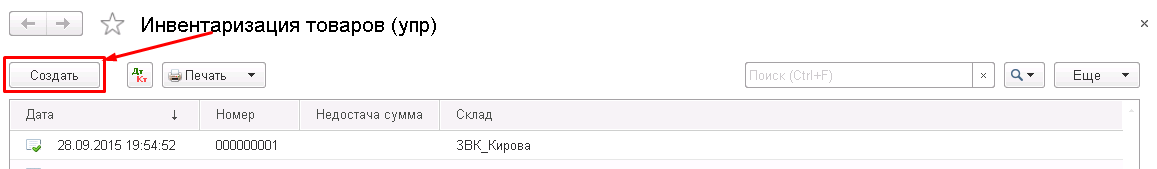 Инвентаризация товаров (упр)
Создать Дт Кт Печать Поиск (Ctrl+F) Еще
Дата Номер Недостача сумма Склад
28.09.2015 19:54:52 000000001 ЗВК_Кирова